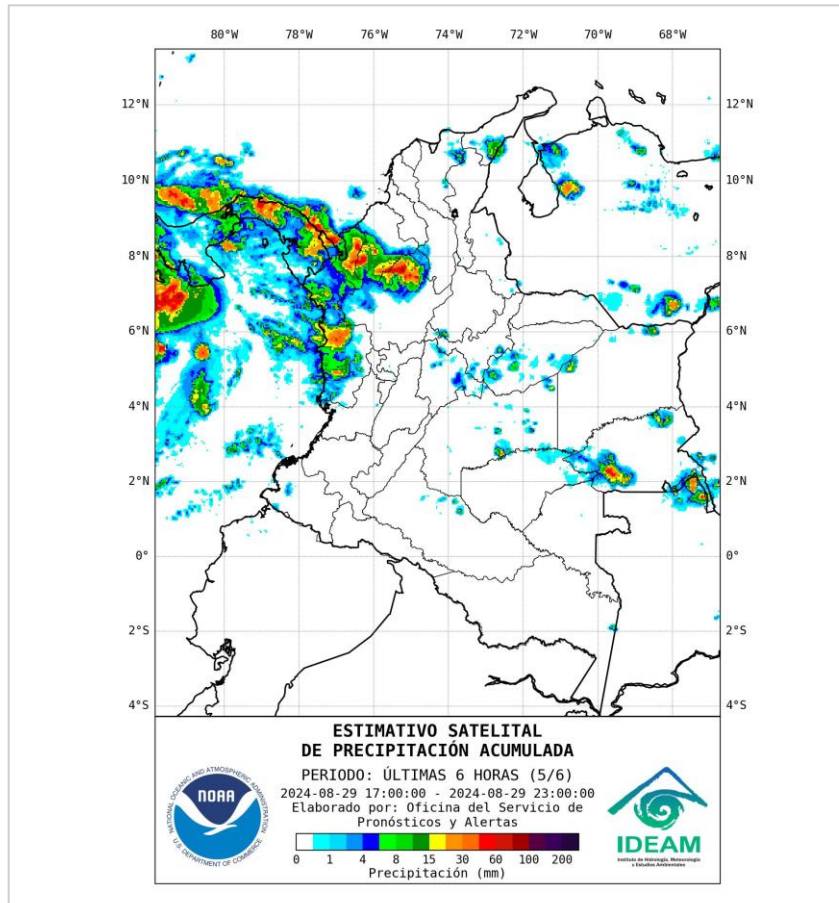 80°W 78°W 76°W 74°W 72°W 70°W 68°W
12°N 12°N
10°N 10°N
8°N 8°N
6°N 6°N
4°N 4°N
2°N 2°N
0° 0°
2°S 2°S
4°S 4°S
ESTIMATIVO SATELITAL
DE PRECIPITACIÓN ACUMULADA
PERIODO: ÚLTIMAS 6 HORAS (5/6)
2024-08-29 17:00:00 - 2024-08-29 23:00:00
Elaborado por: Oficina del Servicio de
Pronósticos y Alertas
0 1 4 8 15 30 60 100 200
Precipitación (mm)
NATIONAL OCEANIC AND ATMOSPHERIC ADMINISTRATION
NOAA
U.S. DEPARTMENT OF COMMERCE
IDEAM
Instituto de Hidrología, Meteorología
y Estudios Ambientales